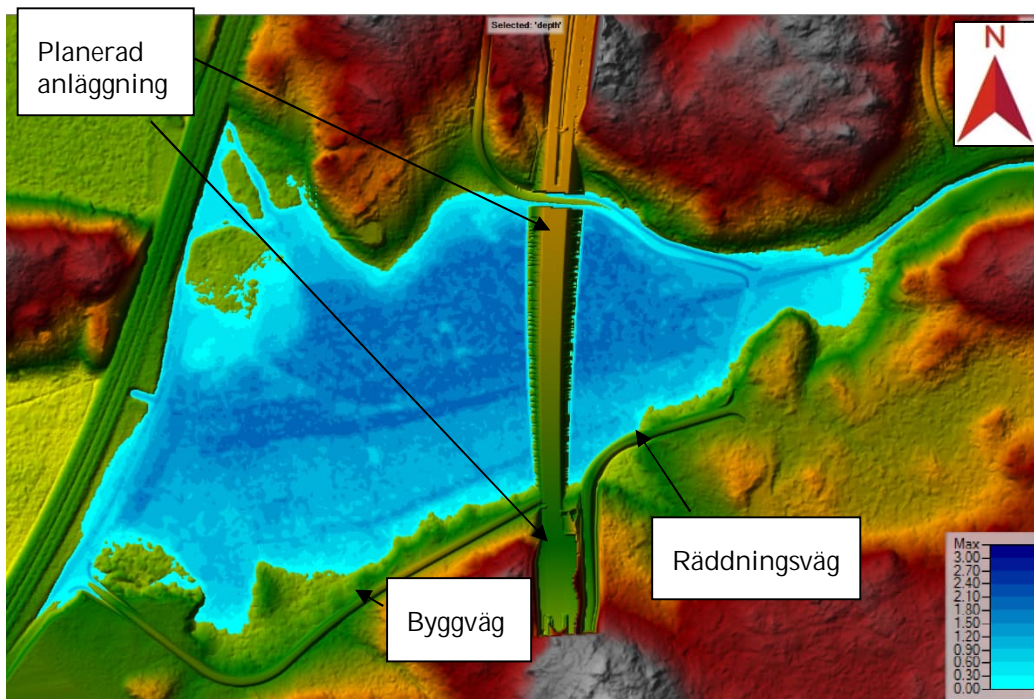 Selected: 'depth'
Planerad
anläggning
N
Räddningsväg
Byggväg
Max
3.00
2.70
2.40
2.10
1.80
1.50
1.20
0.90
0.60
0.30
0.00